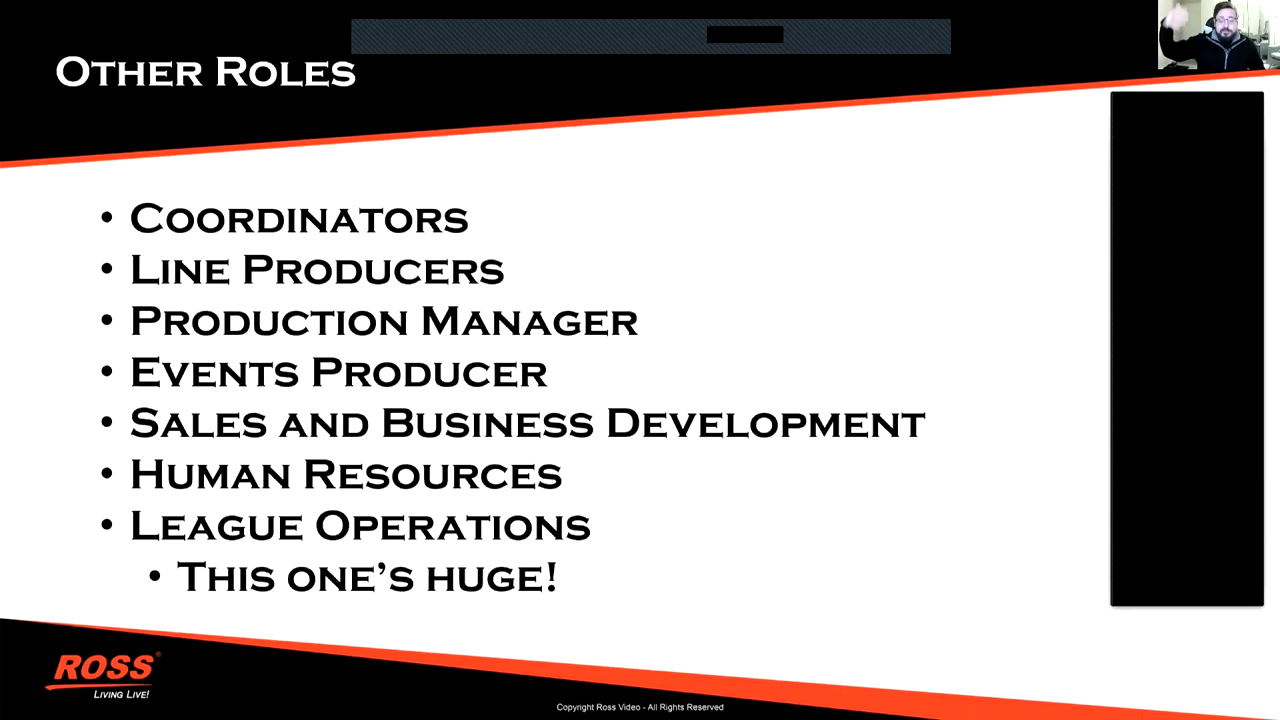 Other Roles
• Coordinators
• Line Producers
• Production Manager
• Events Producer
• Sales and Business Development
• Human Resources
• League Operations
• This one’s huge!
ROSS®
Living Live!
Copyright Ross Video - All Rights Reserved